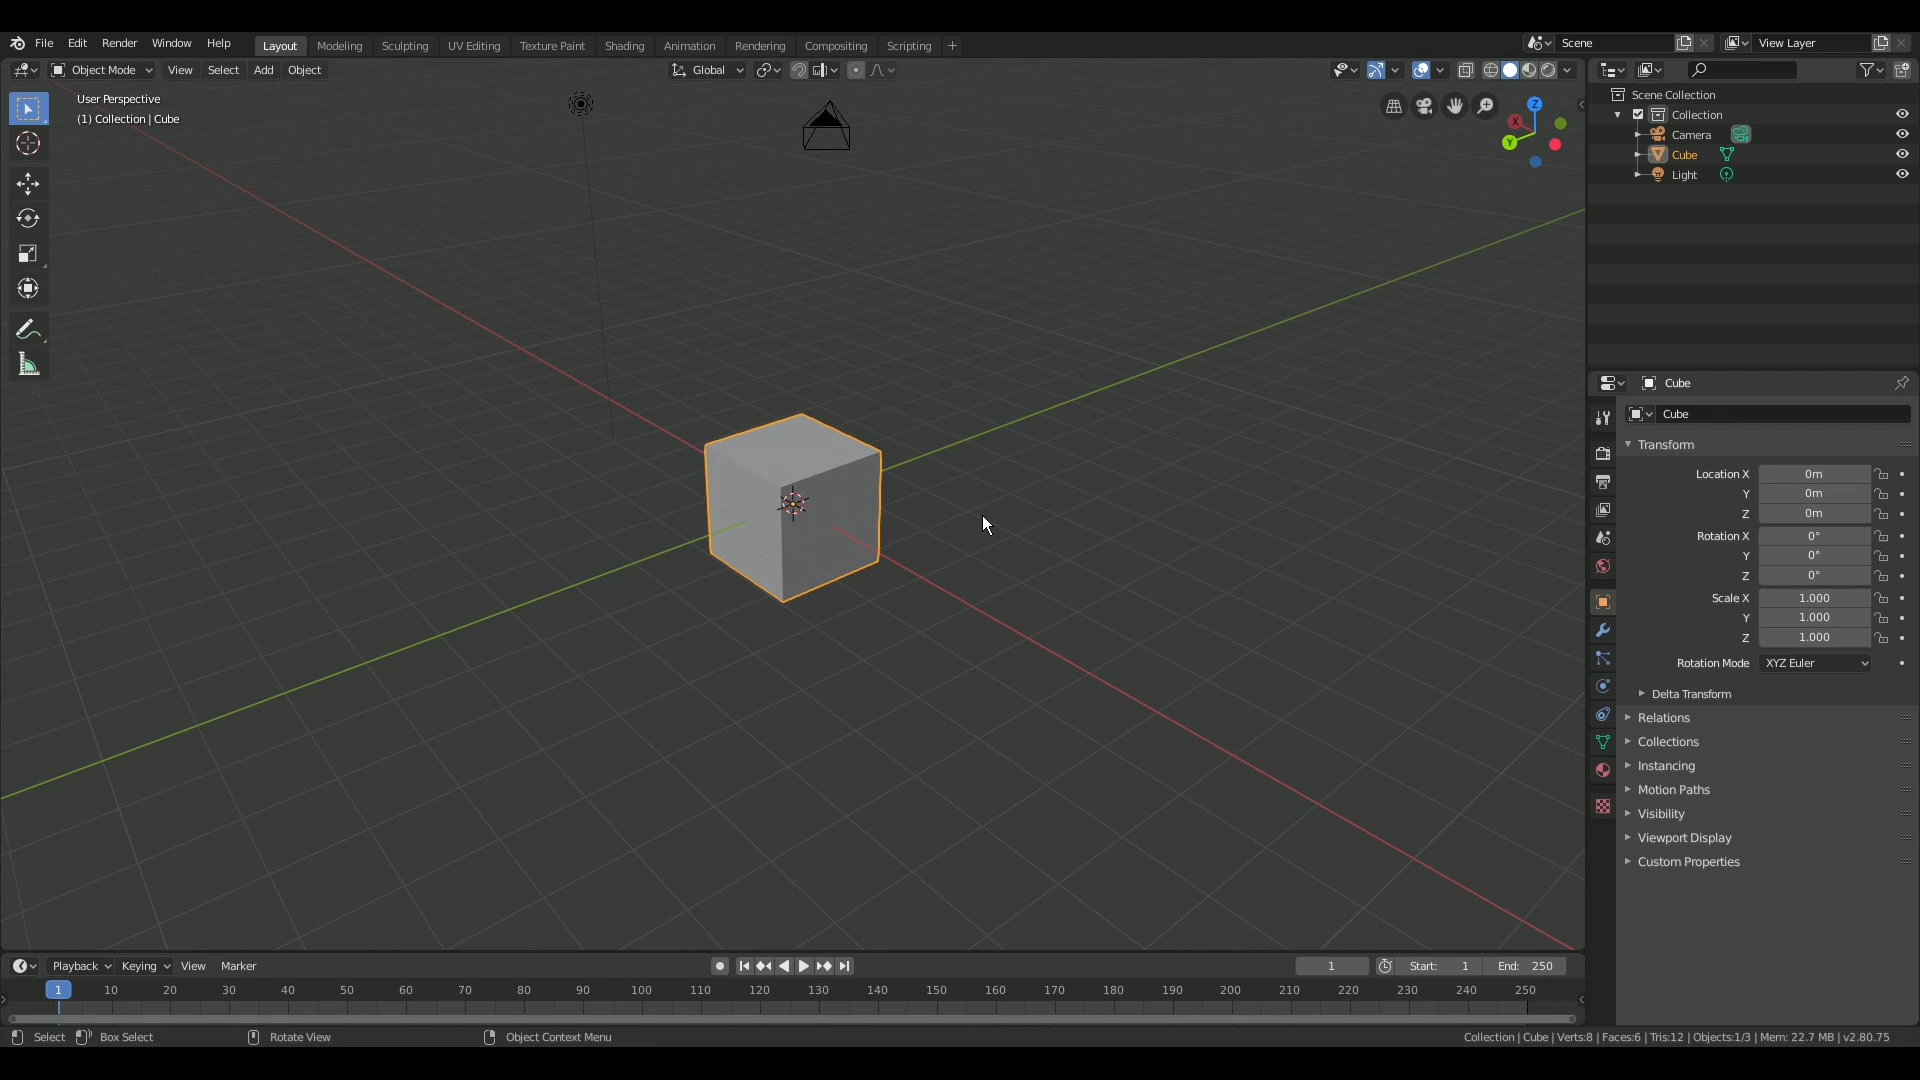 File Edit Render Window Help Layout Modeling Sculpting UV Editing Texture Paint Shading Animation Rendering Compositing Scripting + Scene View Layer
Object Mode View Select Add Object Global
User Perspective
(1) Collection | Cube
Z
X
Y
Scene Collection
Collection
Camera
Cube
Light
Cube
Cube
Transform
Location X 0m
Y 0m
Z 0m
Rotation X 0°
Y 0°
Z 0°
Scale X 1.000
Y 1.000
Z 1.000
Rotation Mode XYZ Euler
Delta Transform
Relations
Collections
Instancing
Motion Paths
Visibility
Viewport Display
Custom Properties
Playback Keying View Marker 1 Start: 1 End: 250
1 10 20 30 40 50 60 70 80 90 100 110 120 130 140 150 160 170 180 190 200 210 220 230 240 250
Select Box Select Rotate View Object Context Menu Collection | Cube | Verts:8 | Faces:6 | Tris:12 | Objects:1/3 | Mem: 22.7 MB | v2.80.75